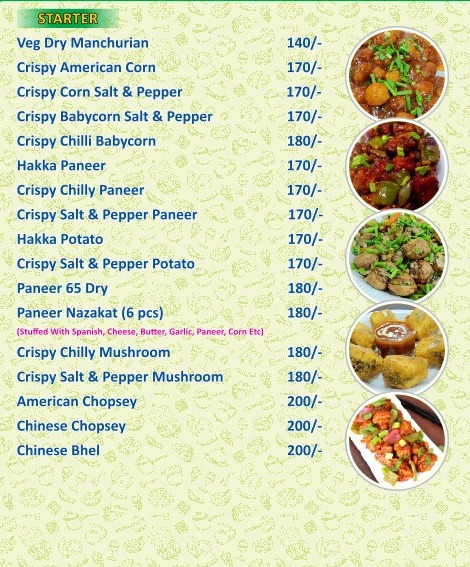 STARTER
Veg Dry Manchurian 140/-
Crispy American Corn 170/-
Crispy Corn Salt & Pepper 170/-
Crispy Babycorn Salt & Pepper 170/-
Crispy Chilli Babycorn 180/-
Hakka Paneer 170/-
Crispy Chilly Paneer 170/-
Crispy Salt & Pepper Paneer 170/-
Hakka Potato 170/-
Crispy Salt & Pepper Potato 170/-
Paneer 65 Dry 180/-
Paneer Nazakat (6 pcs) 180/-
(Stuffed With Spanish, Cheese, Butter, Garlic, Paneer, Corn Etc)
Crispy Chilly Mushroom 180/-
Crispy Salt & Pepper Mushroom 180/-
American Chopsey 200/-
Chinese Chopsey 200/-
Chinese Bhel 200/-